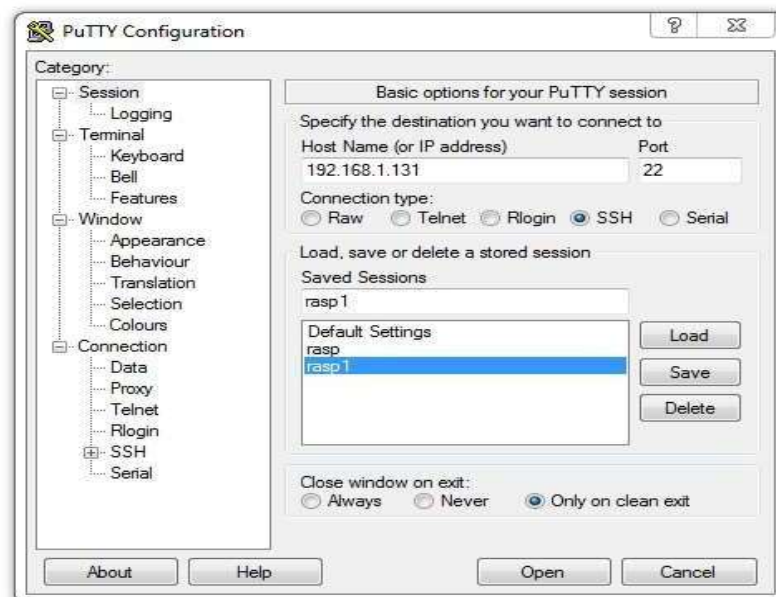 PuTTY Configuration
Category:
Session
Logging
Terminal
Keyboard
Bell
Features
Window
Appearance
Behaviour
Translation
Selection
Colours
Connection
Data
Proxy
Telnet
Rlogin
SSH
Serial
Basic options for your PuTTY session
Specify the destination you want to connect to
Host Name (or IP address) Port
192.168.1.131 22
Connection type:
Raw Telnet Rlogin SSH Serial
Load, save or delete a stored session
Saved Sessions
rasp1
Default Settings
rasp
rasp1
Load
Save
Delete
Close window on exit:
Always Never Only on clean exit
About Help Open Cancel